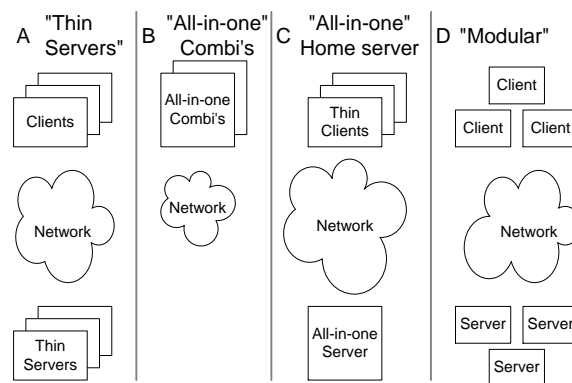 A "Thin Servers"
Clients
Network
Thin Servers
B "All-in-one" Combi's
All-in-one Combi's
Network
C "All-in-one" Home server
Thin Clients
Network
All-in-one Server
D "Modular"
Client
Client
Client
Network
Server
Server
Server